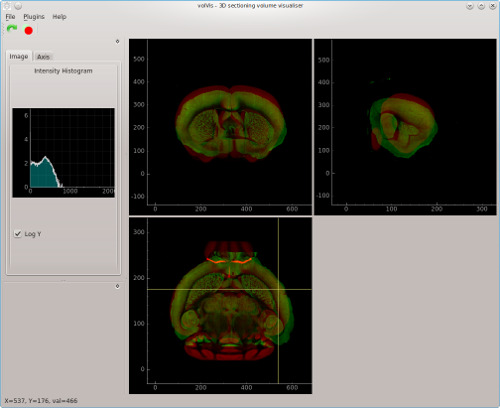 volVis - 3D sectioning volume visualiser
File Plugins Help
Image Axis
Intensity Histogram
6
4
2
0
0 1000 2000
Log Y
500
400
300
200
100
0
-100
0 200 400 600
500
400
300
200
100
0
-100
0 100 200 300
300
200
100
0
0 200 400 600
X=537, Y=176, val=466